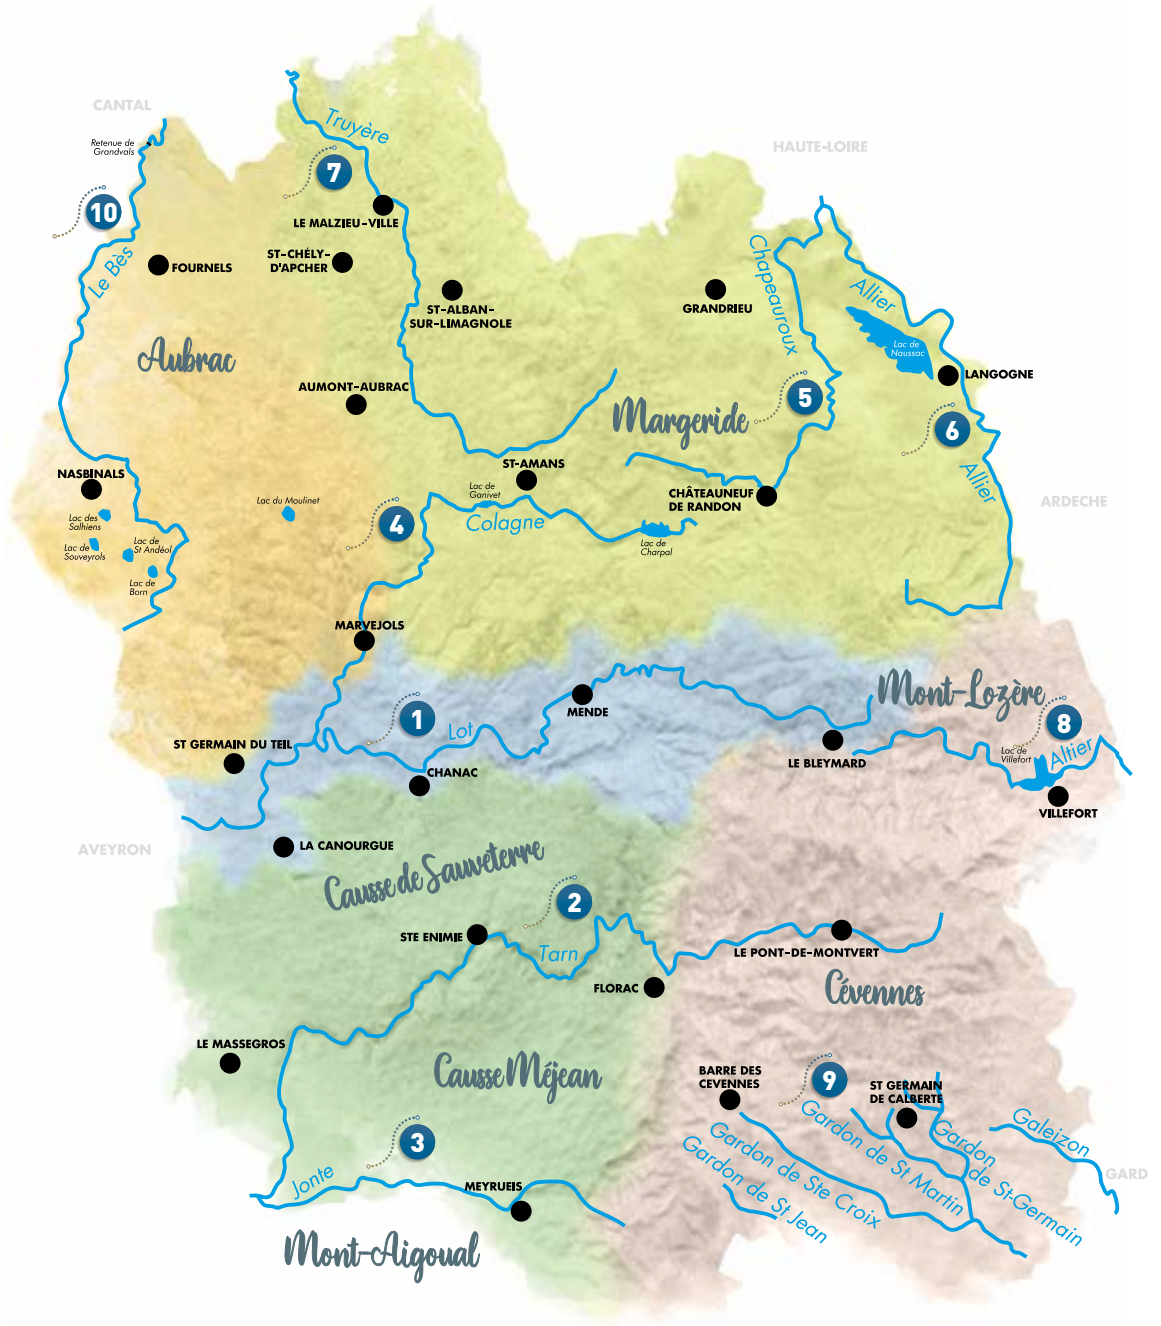 CANTAL
Retenue de
Grandvals
Truyère
HAUTE-LOIRE
7
10
LE MALZIEU-VILLE
Le Bès
FOURNELS
ST-CHÉLY-
D'APCHER
Chapeauroux
Allier
ST-ALBAN-
SUR-LIMAGNOLE
GRANDRIEU
Aubrac
Lac de
Naussac
LANGOGNE
AUMONT-AUBRAC
5
Margeride
6
Allier
NASBINALS
ST-AMANS
Lac de
Ganivet
CHÂTEAUNEUF
DE RANDON
ARDECHE
Lac du Moulinet
Lac des
Salhiens
4
Colagne
Lac de
Souveyrols
Lac de
St Andéol
Lac de
Charpal
Lac de
Born
MARVEJOLS
Mont-Lozère
1
Lot
MENDE
8
ST GERMAIN DU TEIL
LE BLEYMARD
Lac de
Villefort
Altier
CHANAC
VILLEFORT
AVEYRON
LA CANOURGUE
Causse de Sauveterre
2
STE ENIMIE
Tarn
LE PONT-DE-MONTVERT
FLORAC
Cévennes
LE MASSEGROS
Causse Méjean
BARRE DES
CEVENNES
9
ST GERMAIN
DE CALBERTE
3
Gardon de St Martin
Gardon
de St-Germain
Galeizon
GARD
Gardon de Ste Croix
Gardon de St Jean
Jonte
MEYRUEIS
Mont-Aigoual